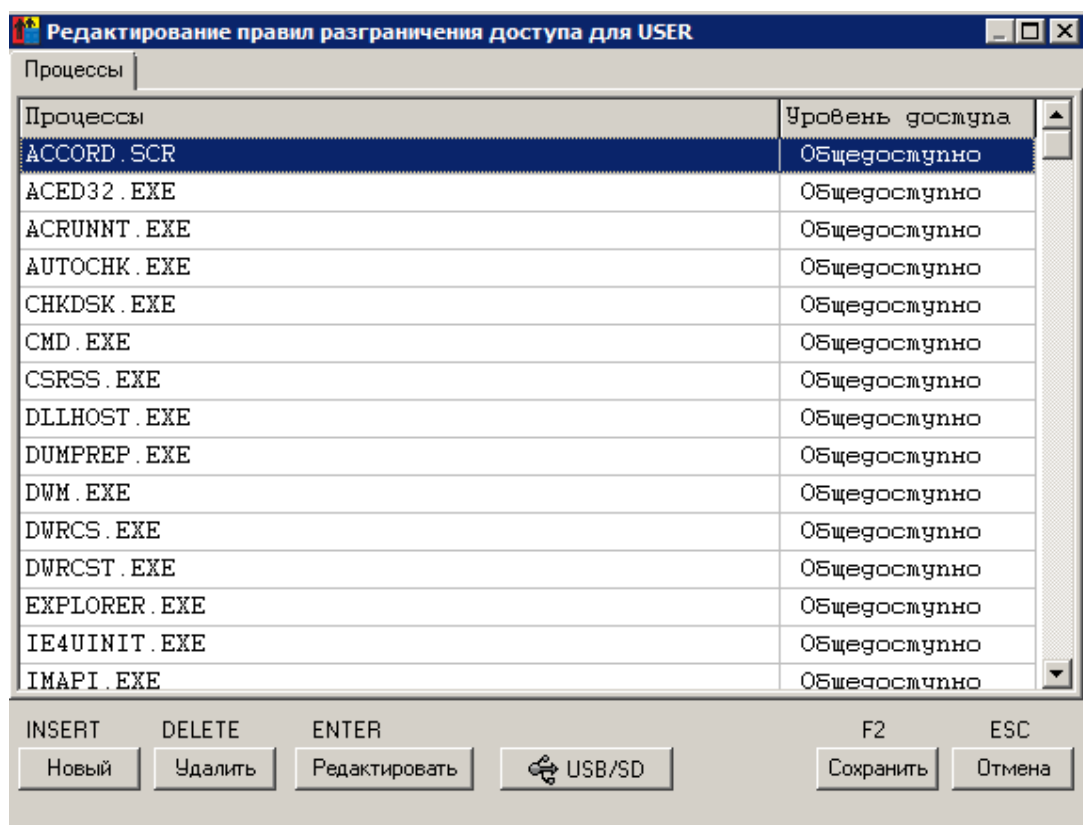 Редактирование правил разграничения доступа для USER
Процессы
Процессы Уровень доступа
ACCORD.SCR Общедоступно
ACED32.EXE Общедоступно
ACRUNNT.EXE Общедоступно
AUTOCHK.EXE Общедоступно
CHKDSK.EXE Общедоступно
CMD.EXE Общедоступно
CSRSS.EXE Общедоступно
DLLHOST.EXE Общедоступно
DUMPREP.EXE Общедоступно
DWM.EXE Общедоступно
DWRCS.EXE Общедоступно
DWRCST.EXE Общедоступно
EXPLORER.EXE Общедоступно
IE4UINIT.EXE Общедоступно
IMAPI.EXE Общедоступно
INSERT DELETE ENTER F2 ESC
Новый Удалить Редактировать USB/SD Сохранить Отмена